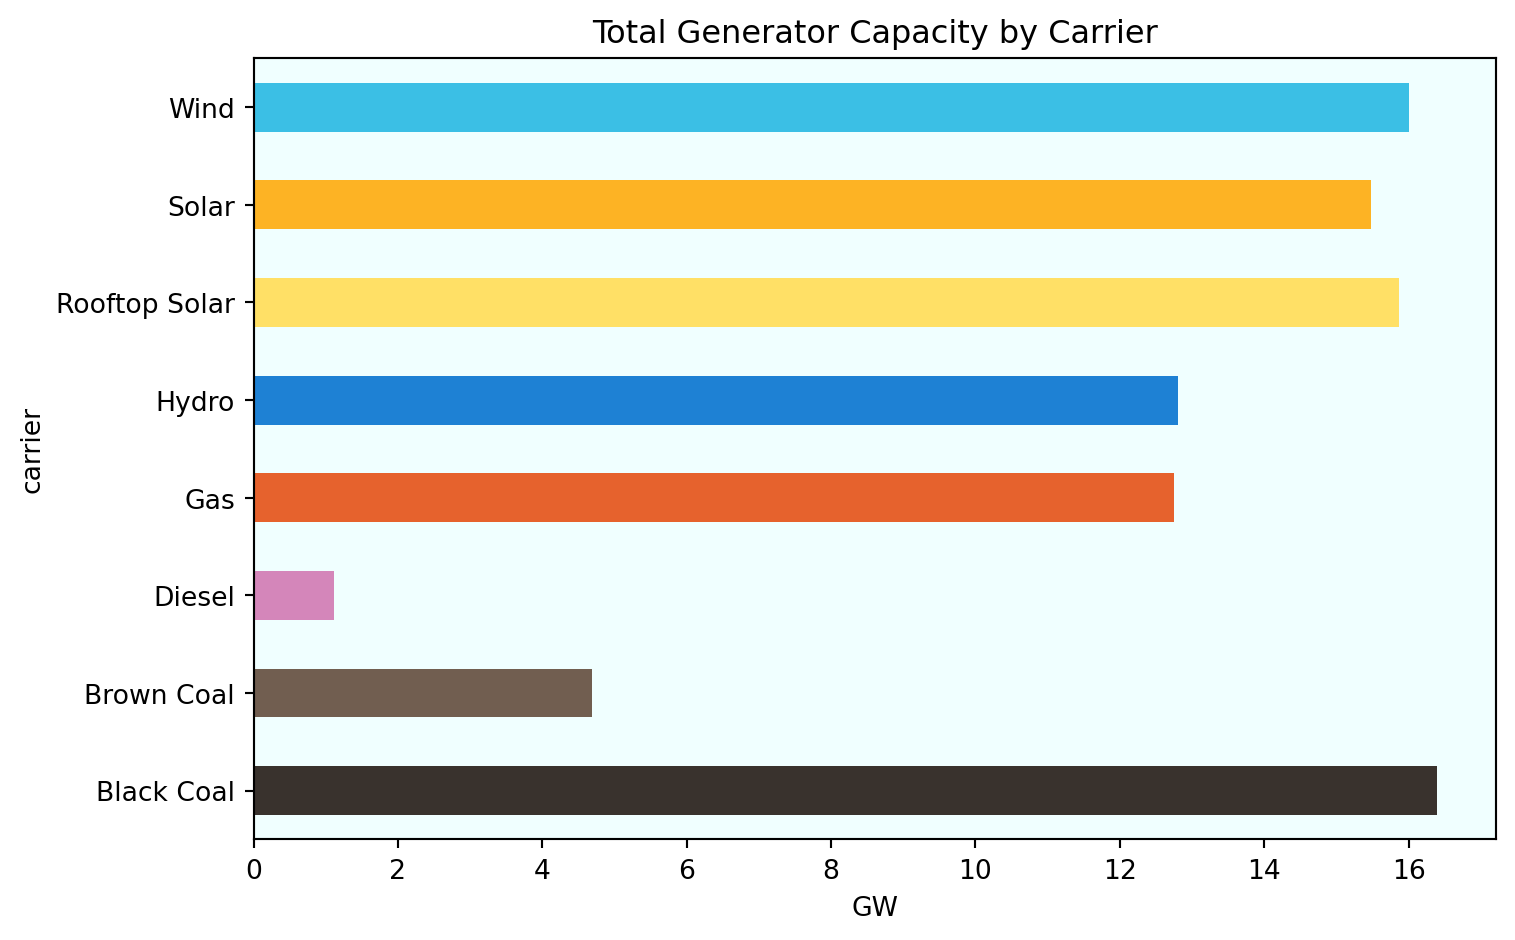 Total Generator Capacity by Carrier
Wind
Solar
Rooftop Solar
Hydro
Gas
Diesel
Brown Coal
Black Coal
carrier
0 2 4 6 8 10 12 14 16
GW